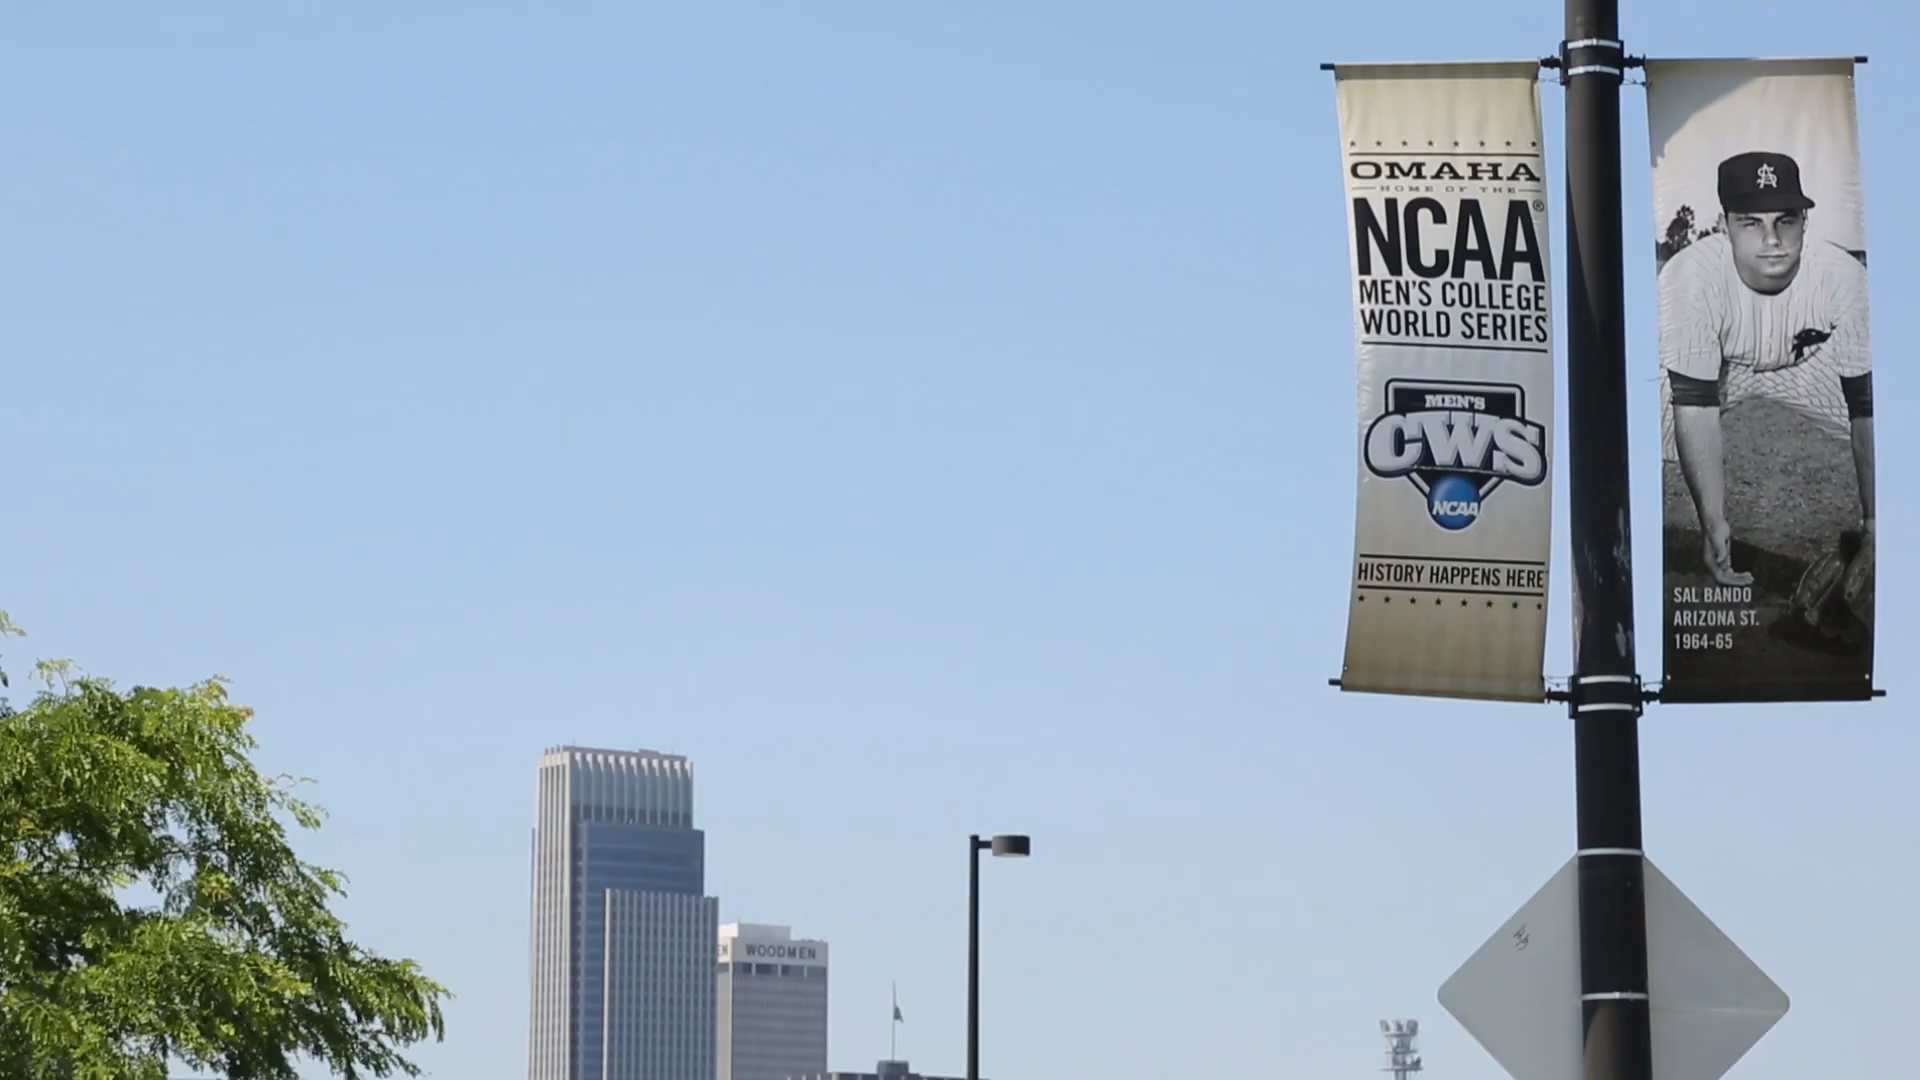 OMAHA
HOME OF THE
NCAA®
MEN'S COLLEGE
WORLD SERIES
MEN'S
CWS
NCAA
HISTORY HAPPENS HERE
SAL BANDO
ARIZONA ST.
1964-65
WOODMEN